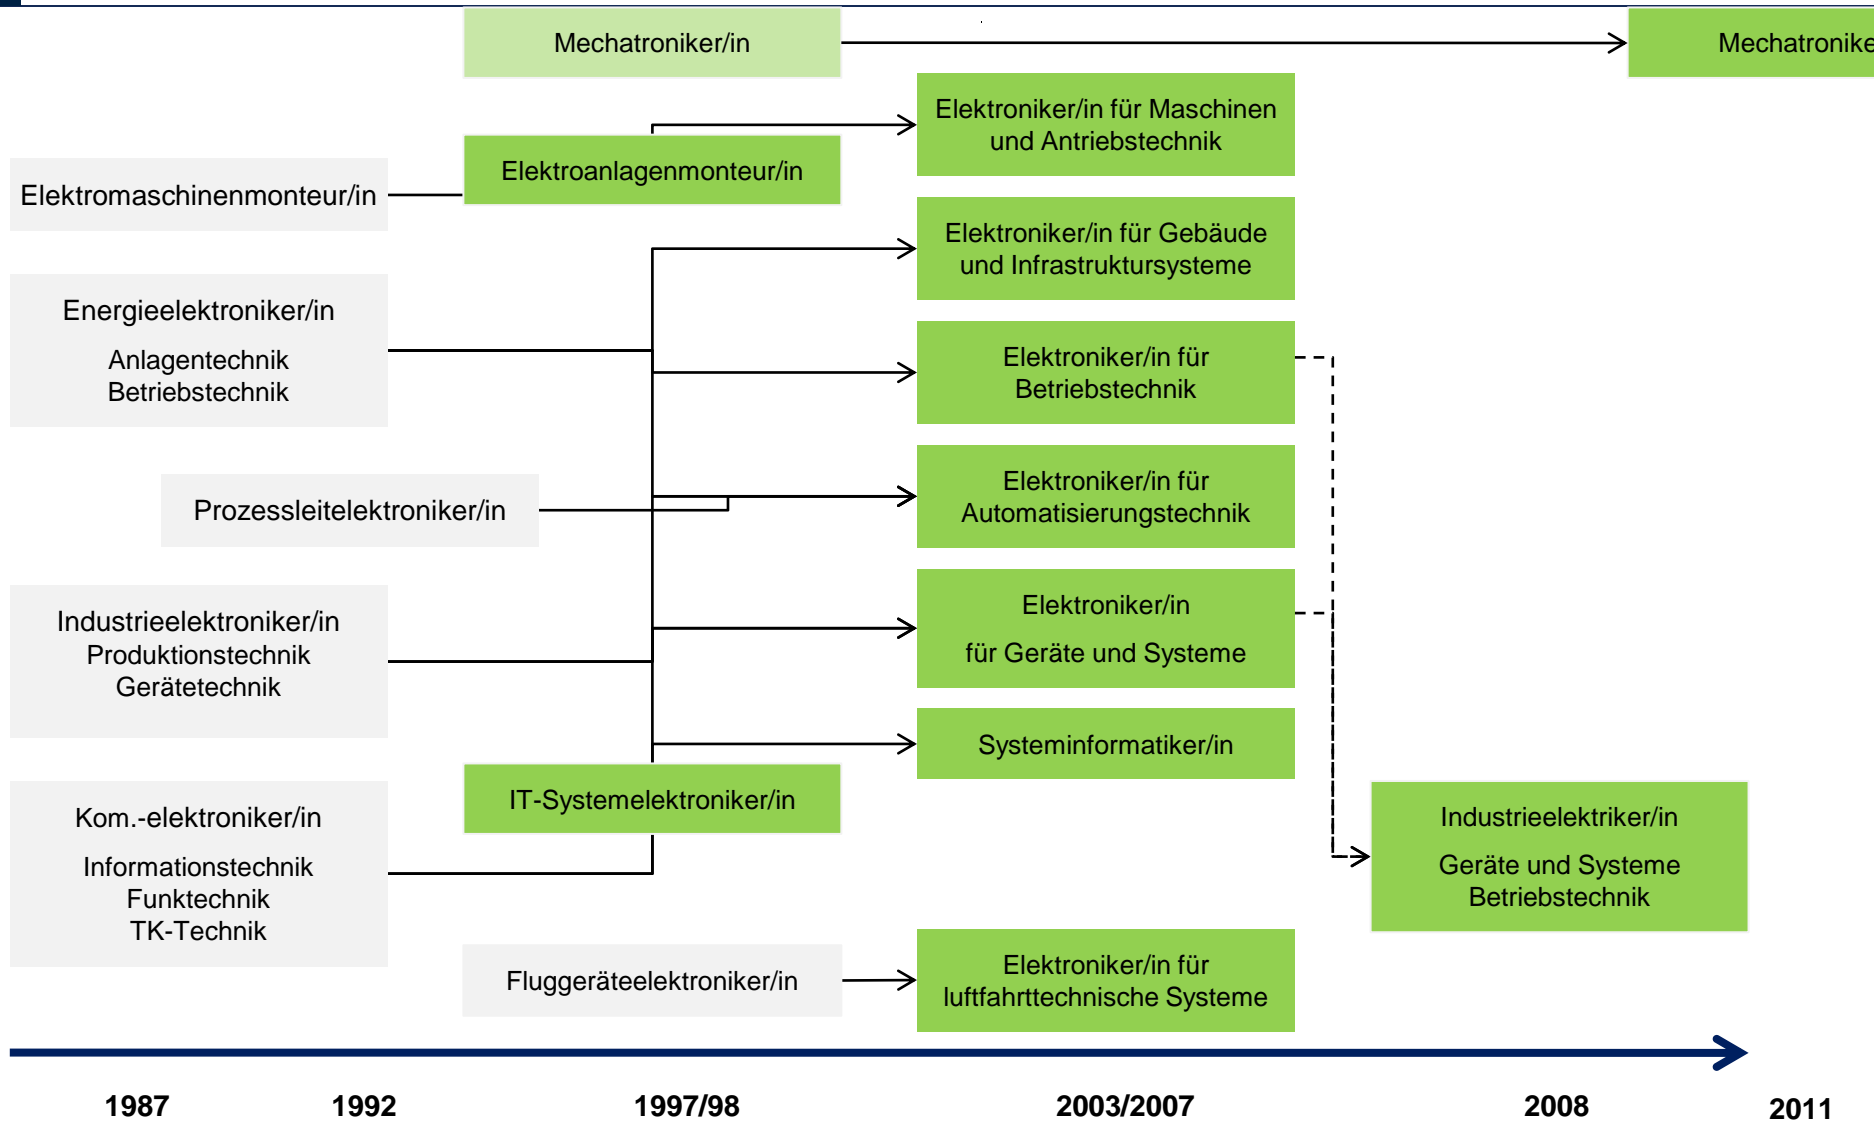 Mechatroniker/in
Mechatronike
Elektroniker/in für Maschinen
und Antriebstechnik
Elektroanlagenmonteur/in
Elektromaschinenmonteur/in
Elektroniker/in für Gebäude
und Infrastruktursysteme
Energieelektroniker/in
Anlagentechnik
Betriebstechnik
Elektroniker/in für
Betriebstechnik
Prozessleitelektroniker/in
Elektroniker/in für
Automatisierungstechnik
Industrieelektroniker/in
Produktionstechnik
Gerätetechnik
Elektroniker/in
für Geräte und Systeme
Systeminformatiker/in
IT-Systemelektroniker/in
Kom.-elektroniker/in
Informationstechnik
Funktechnik
TK-Technik
Industrieelektriker/in
Geräte und Systeme
Betriebstechnik
Fluggeräteelektroniker/in
Elektroniker/in für
luftfahrttechnische Systeme
1987
1992
1997/98
2003/2007
2008
2011